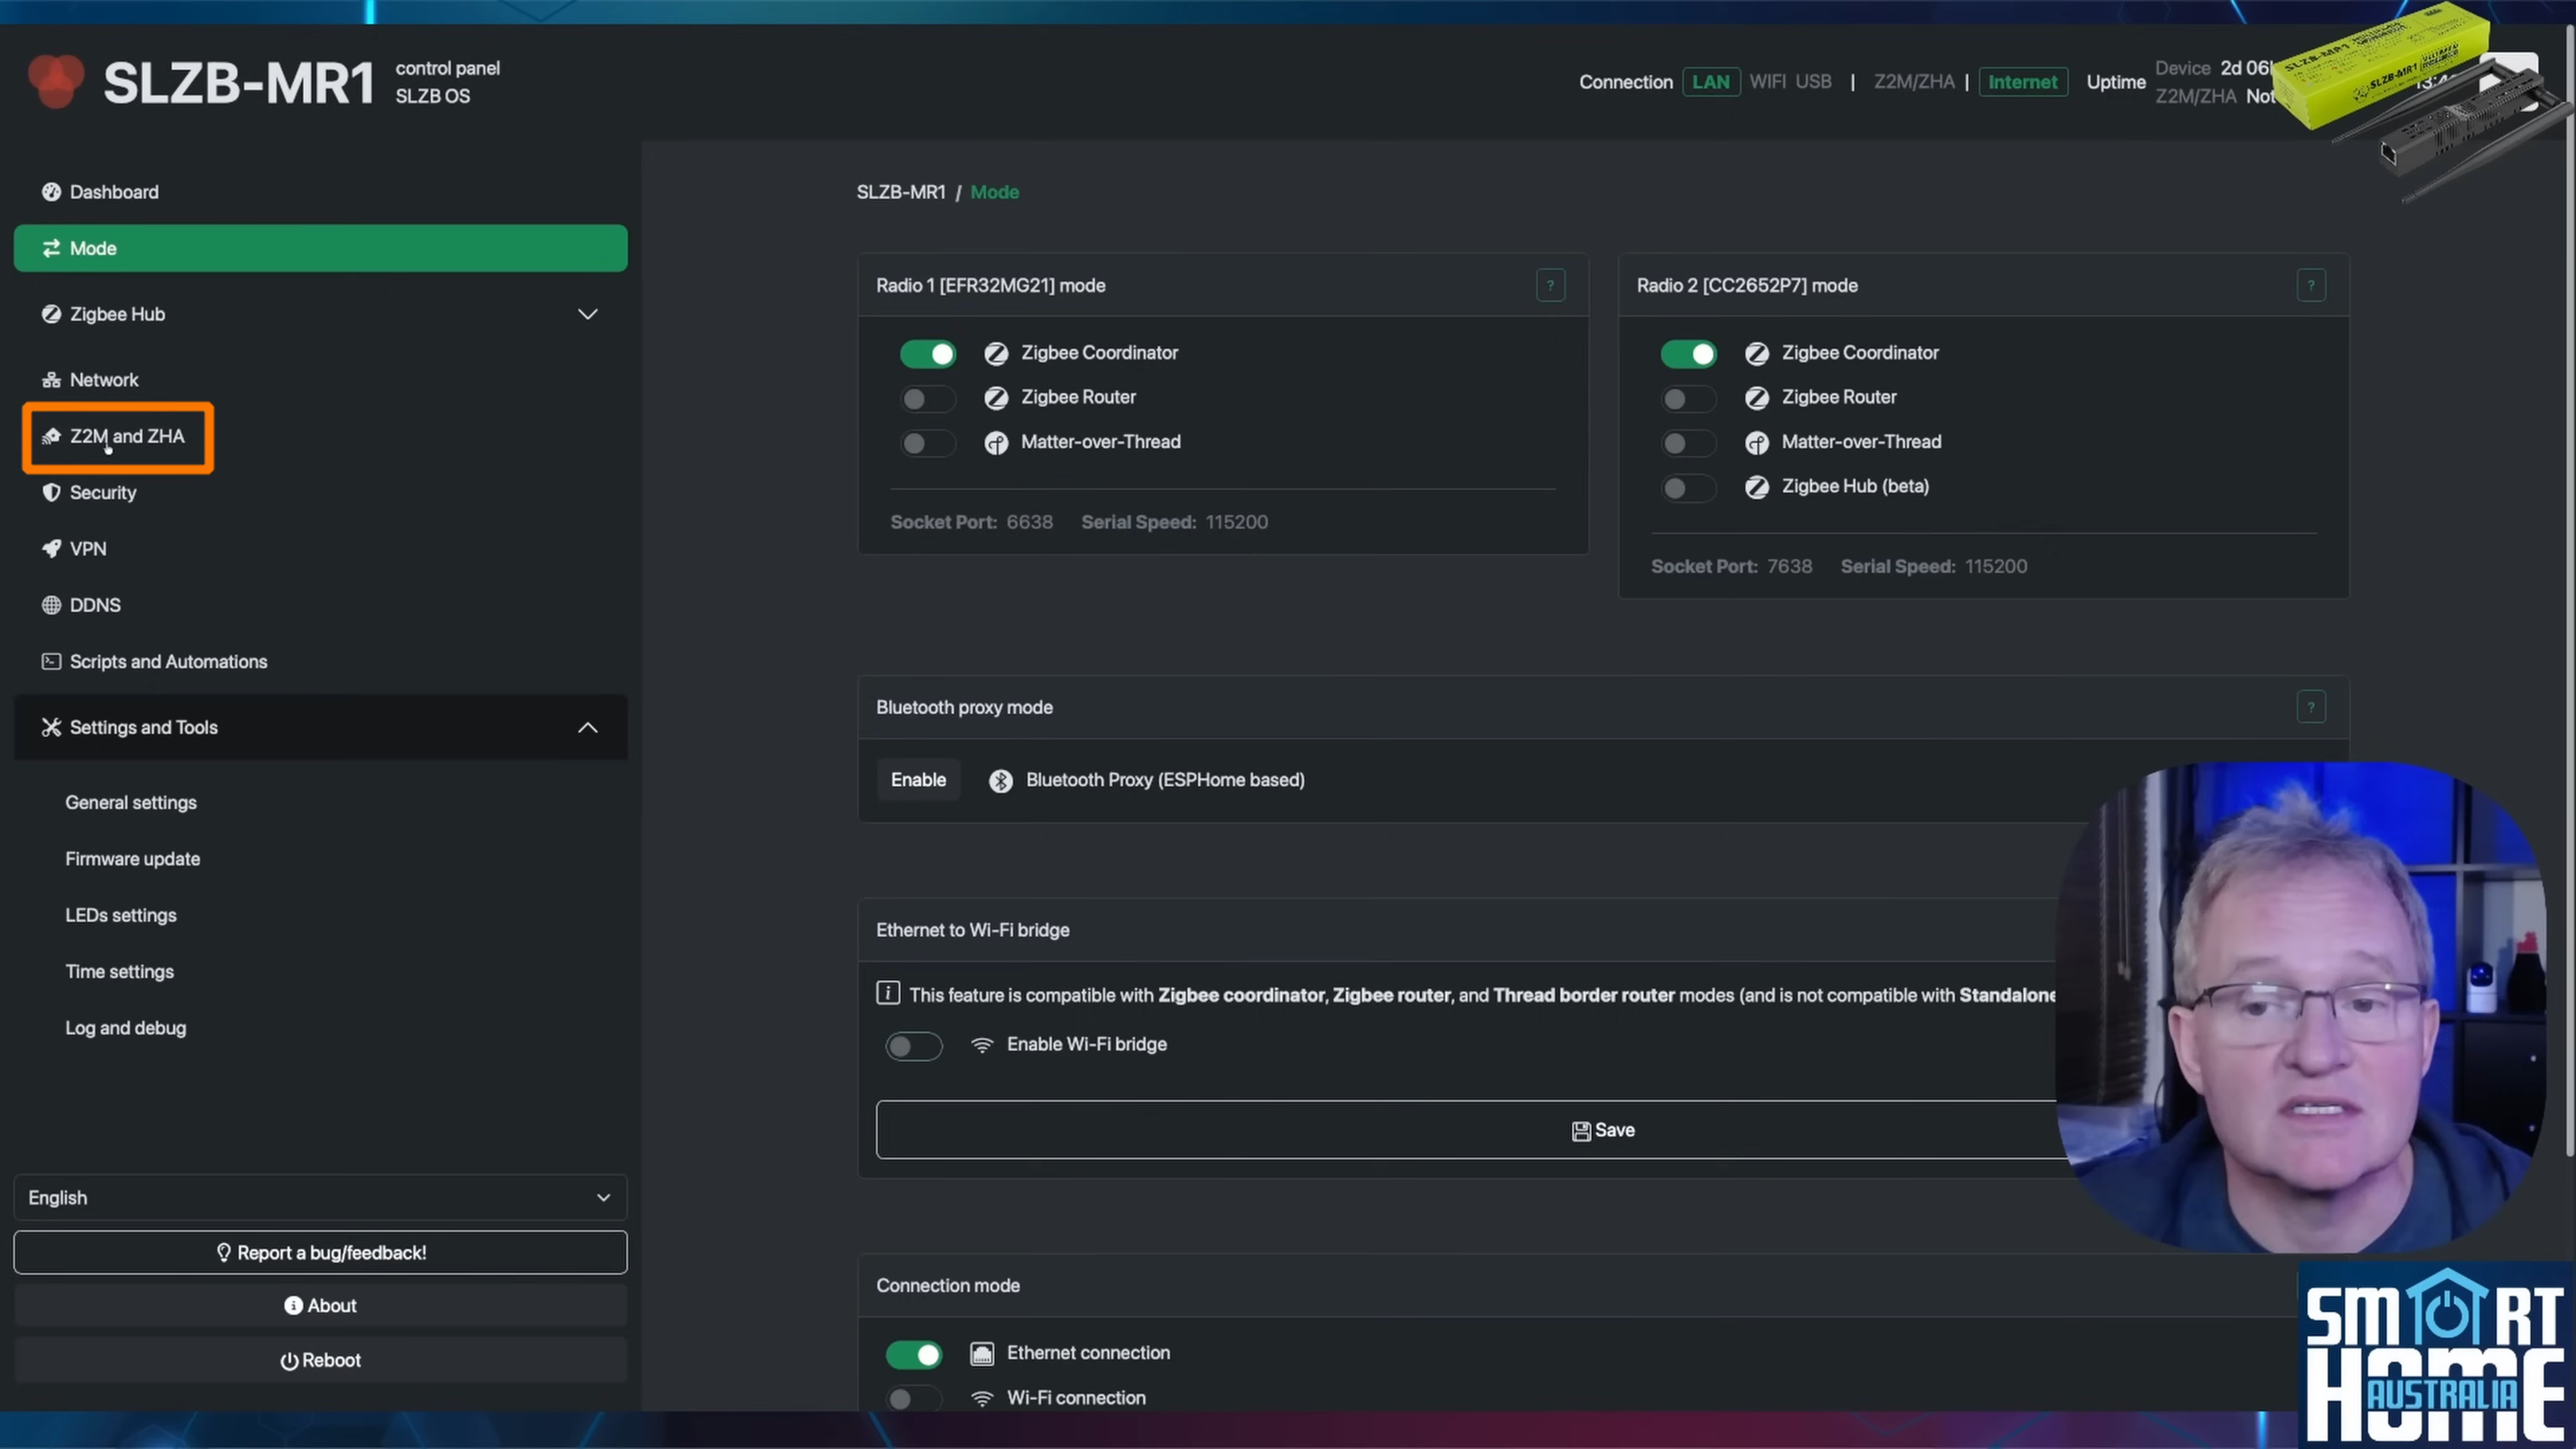 SLZB-MR1
control panel
SLZB OS
Connection LAN WIFI USB | Z2M/ZHA | Internet Uptime
Device 2d 06
Z2M/ZHA Not
SLZB-MR1
SLZB-MR1
Dashboard
Mode
Zigbee Hub
Network
Z2M and ZHA
Security
VPN
DDNS
Scripts and Automations
Settings and Tools
General settings
Firmware update
LEDs settings
Time settings
Log and debug
English
Report a bug/feedback!
About
Reboot
SLZB-MR1 / Mode
Radio 1 [EFR32MG21] mode ?
Zigbee Coordinator
Zigbee Router
Matter-over-Thread
Socket Port: 6638 Serial Speed: 115200
Radio 2 [CC2652P7] mode ?
Zigbee Coordinator
Zigbee Router
Matter-over-Thread
Zigbee Hub (beta)
Socket Port: 7638 Serial Speed: 115200
Bluetooth proxy mode ?
Enable Bluetooth Proxy (ESPHome based)
Ethernet to Wi-Fi bridge
This feature is compatible with Zigbee coordinator, Zigbee router, and Thread border router modes (and is not compatible with Standalone
Enable Wi-Fi bridge
Save
Connection mode
Ethernet connection
Wi-Fi connection
SMART
HOME
AUSTRALIA